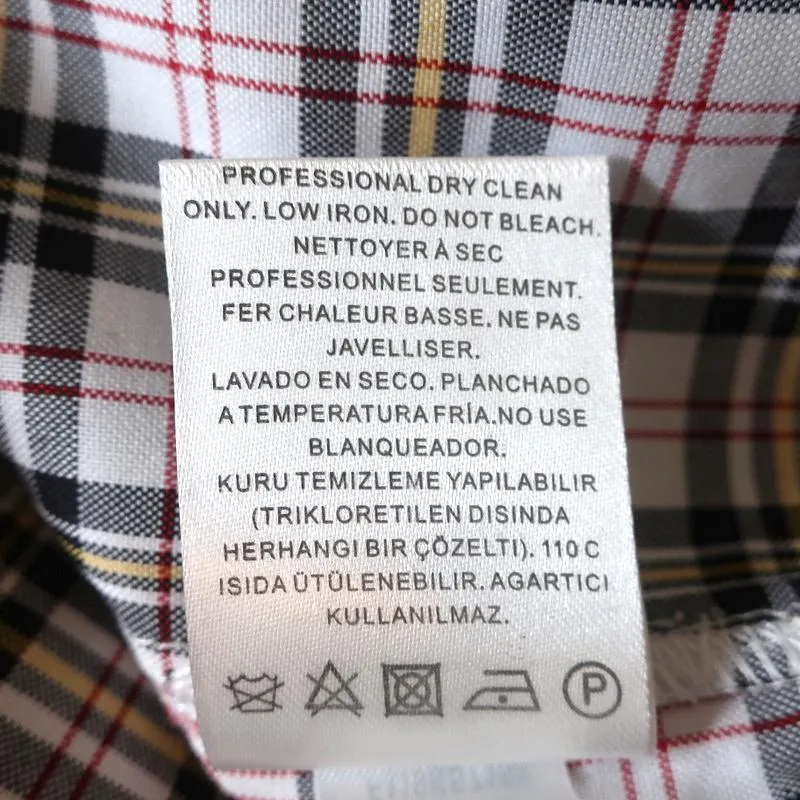 PROFESSIONAL DRY CLEAN
ONLY. LOW IRON. DO NOT BLEACH.
NETTOYER À SEC
PROFESSIONNEL SEULEMENT.
FER CHALEUR BASSE. NE PAS
JAVELLISER.
LAVADO EN SECO. PLANCHADO
A TEMPERATURA FRÍA.NO USE
BLANQUEADOR.
KURU TEMIZLEME YAPILABILIR
(TRIKLORETILEN DISINDA
HERHANGI BIR ÇÖZELTI). 110 C
ISIDA ÜTÜLENEBILIR. AGARTICI
KULLANILMAZ.
P